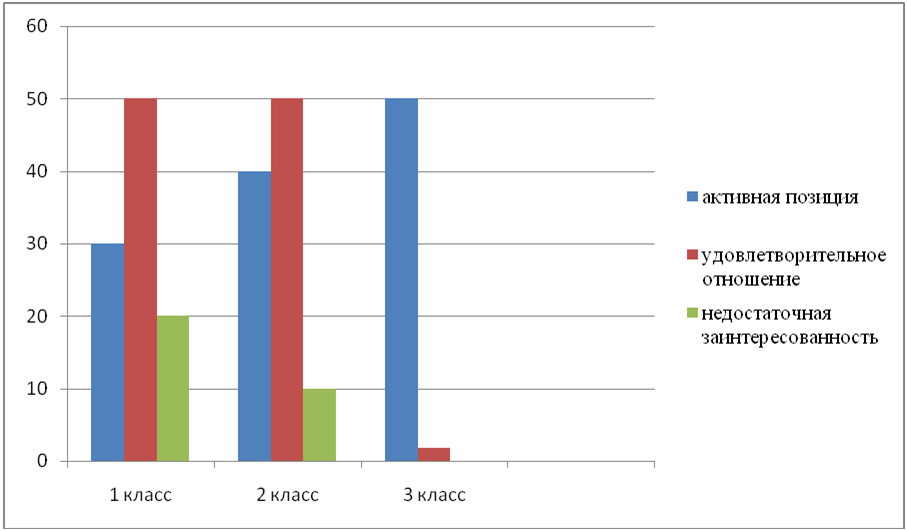 60
50
40
30
20
10
0
1 класс
2 класс
3 класс
активная позиция
удовлетворительное
отношение
недостаточная
заинтересованность